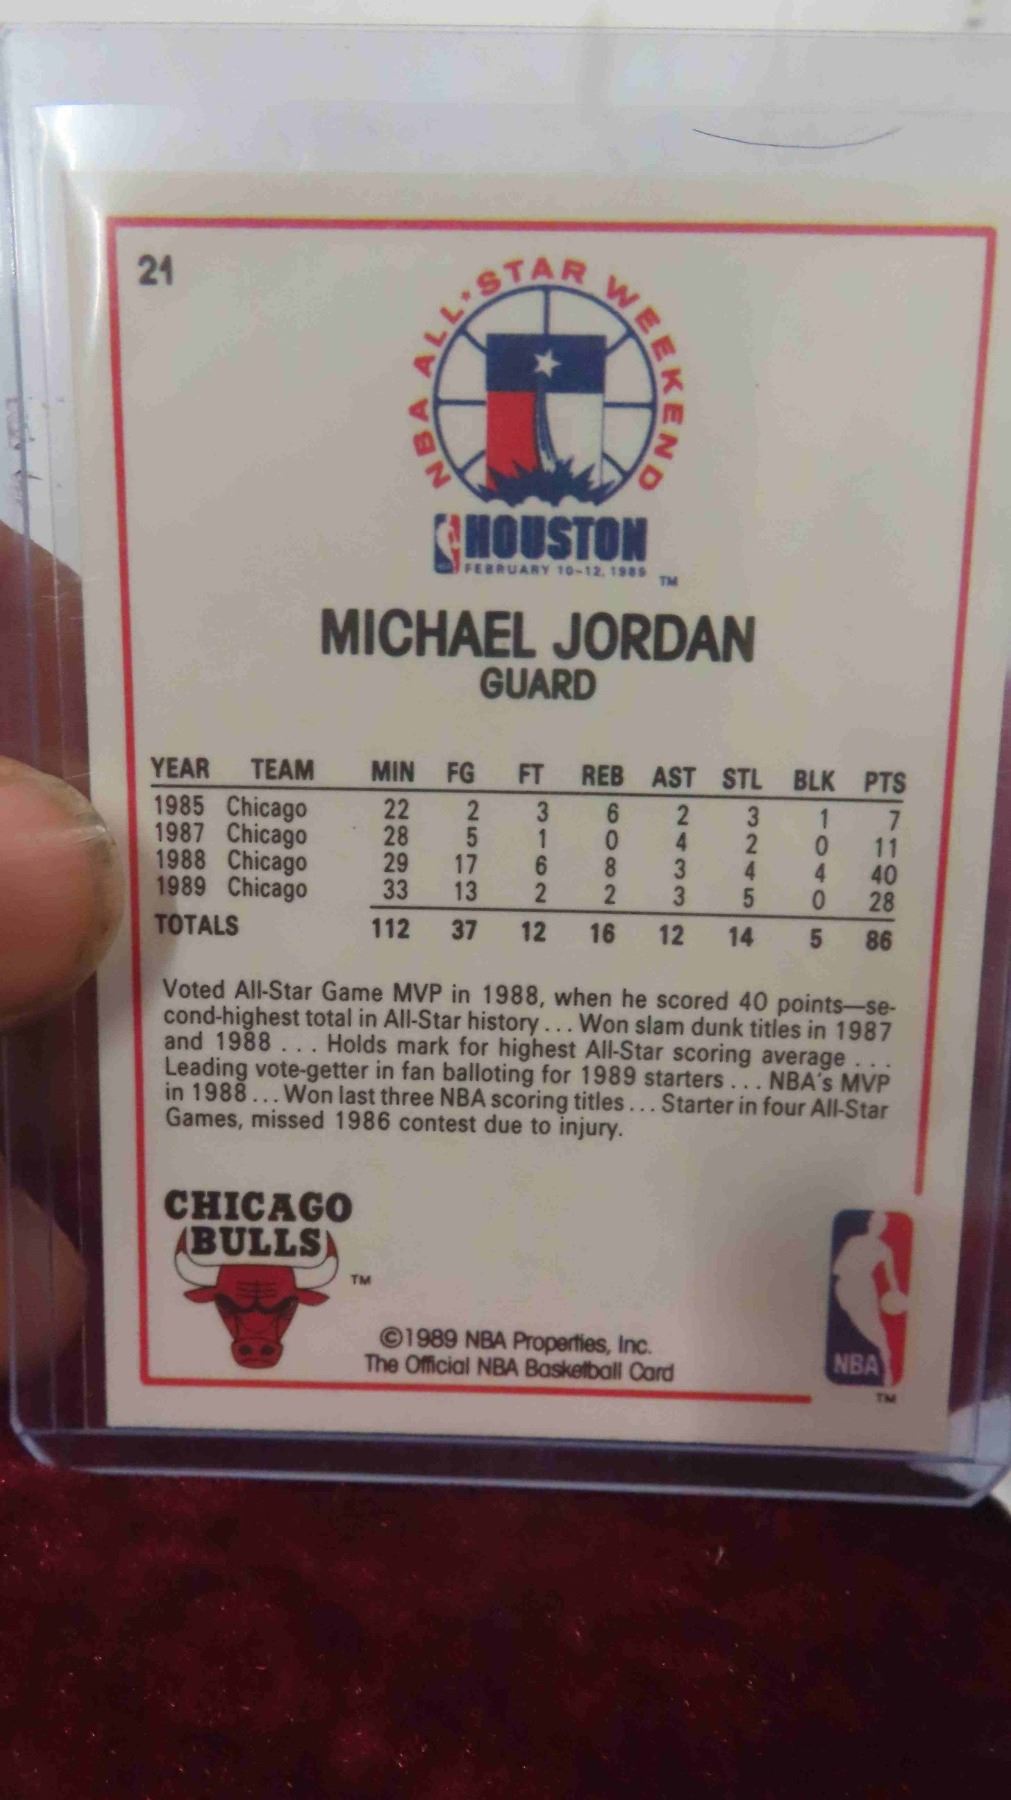 21
NBA ALL★STAR WEEKEND
HOUSTON
FEBRUARY 10-12, 1989
TM
MICHAEL JORDAN
GUARD
YEAR TEAM MIN FG FT REB AST STL BLK PTS
1985 Chicago 22 2 3 6 2 3 1 7
1987 Chicago 28 5 1 0 4 2 0 11
1988 Chicago 29 17 6 8 3 4 4 40
1989 Chicago 33 13 2 2 3 5 0 28
TOTALS 112 37 12 16 12 14 5 86
Voted All-Star Game MVP in 1988, when he scored 40 points—se-
cond-highest total in All-Star history... Won slam dunk titles in 1987
and 1988 ... Holds mark for highest All-Star scoring average ...
Leading vote-getter in fan balloting for 1989 starters ... NBA's MVP
in 1988... Won last three NBA scoring titles... Starter in four All-Star
Games, missed 1986 contest due to injury.
CHICAGO
BULLS
TM
©1989 NBA Properties, Inc.
The Official NBA Basketball Card
NBA
TM